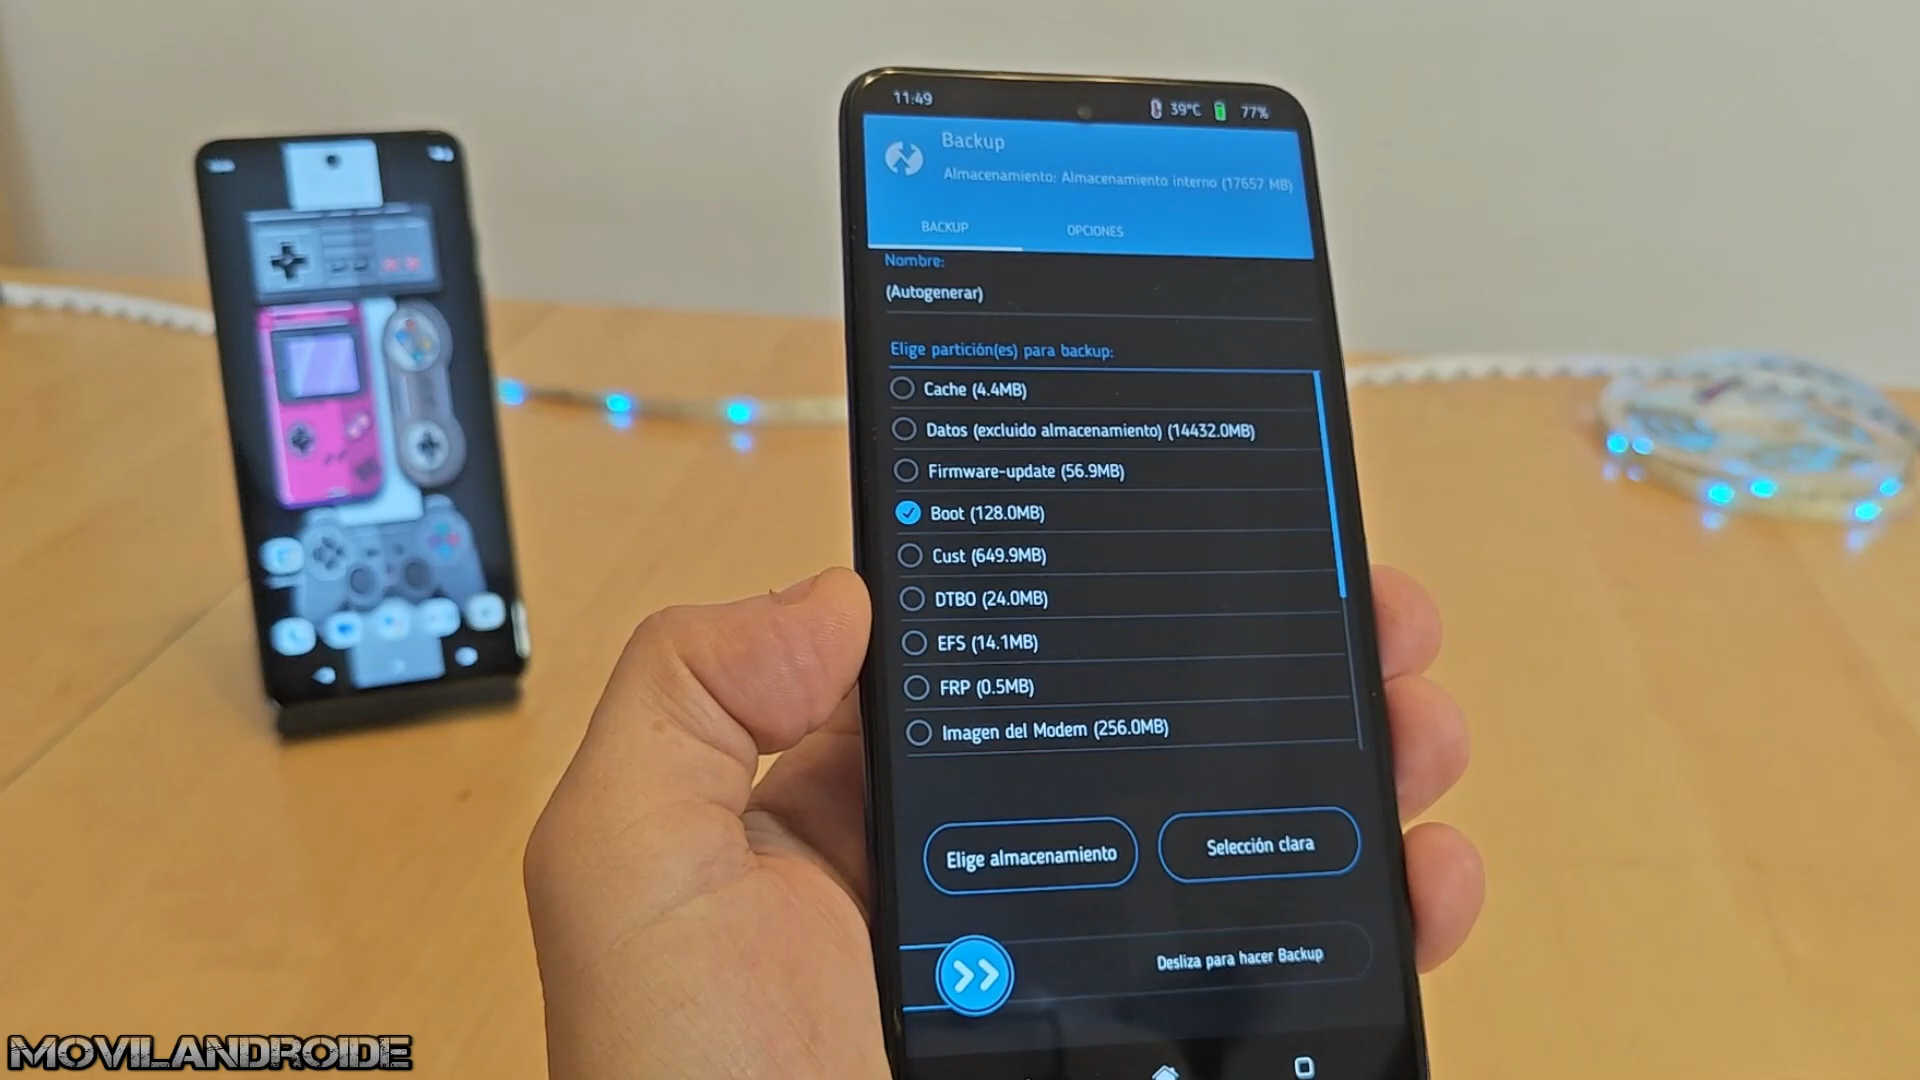 11:49
39°C
77%
Backup
Almacenamiento: Almacenamiento interno (17657 MB)
BACKUP
OPCIONES
Nombre:
(Autogenerar)
Elige partición(es) para backup:
Cache (4.4MB)
Datos (excluido almacenamiento) (14432.0MB)
Firmware-update (56.9MB)
Boot (128.0MB)
Cust (649.9MB)
DTBO (24.0MB)
EFS (14.1MB)
FRP (0.5MB)
Imagen del Modem (256.0MB)
Elige almacenamiento
Selección clara
Desliza para hacer Backup
MOVILANDROIDE